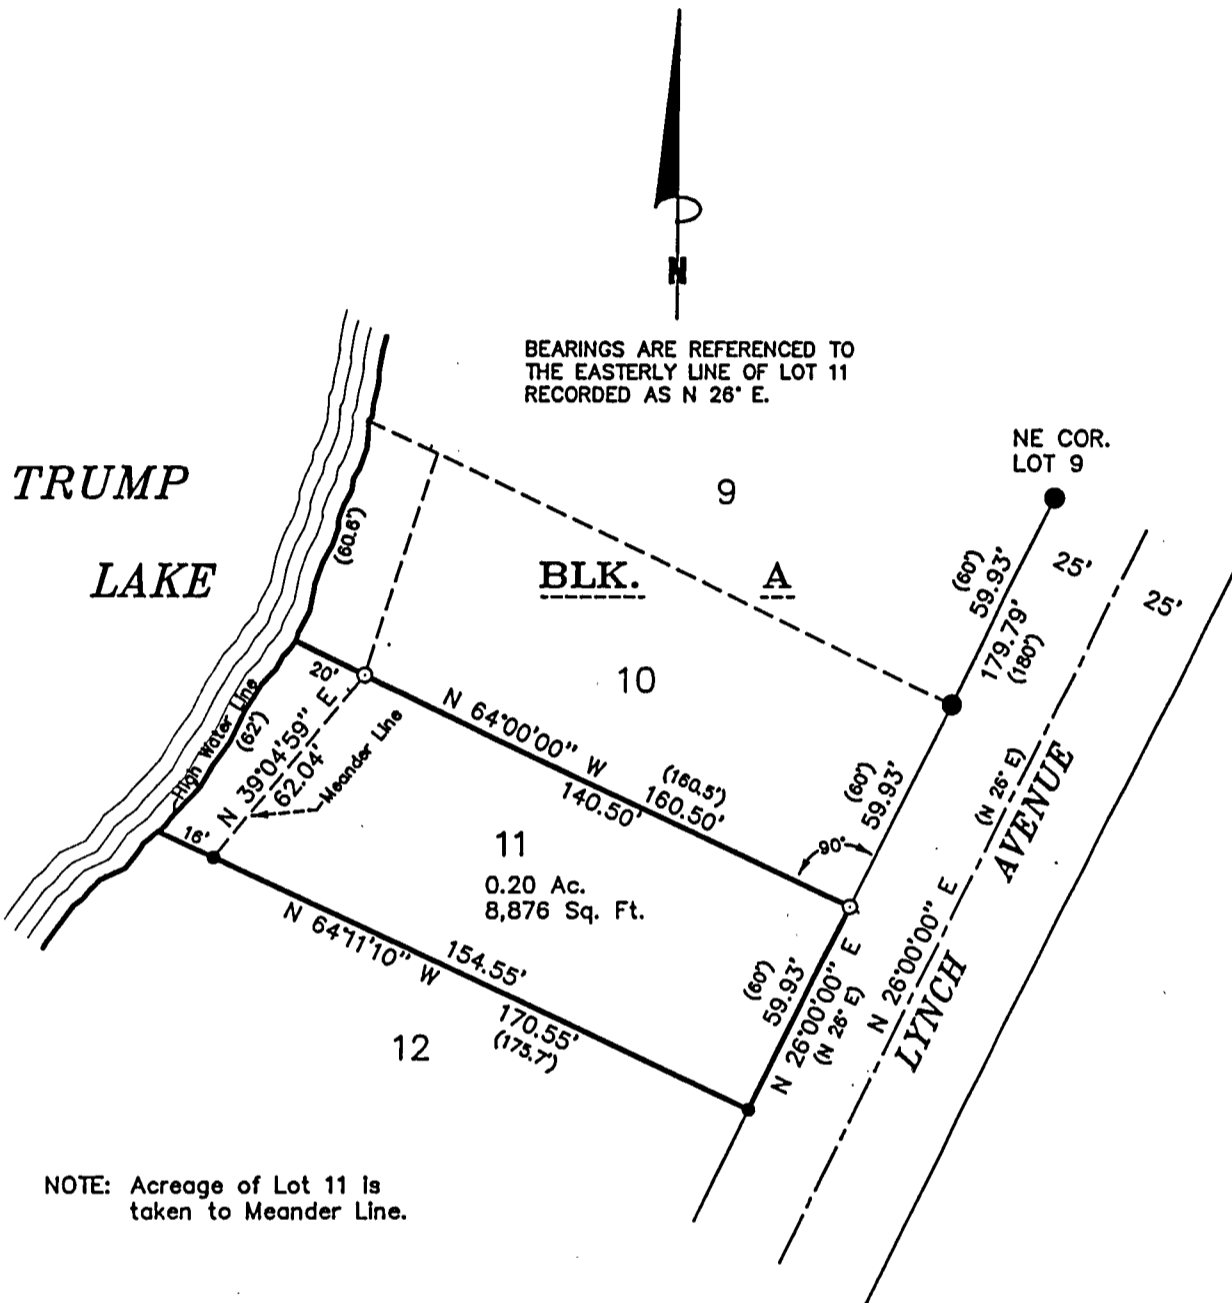 N
BEARINGS ARE REFERENCED TO
THE EASTERLY LINE OF LOT 11
RECORDED AS N 26° E.
NE COR.
LOT 9
TRUMP
LAKE
9
BLK. A
10
(60.6')
(60')
59.93'
179.79'
(180')
25'
25'
20'
High Water Line
(62')
N 39°04'59" E
62.04'
Meander Line
16'
N 64°00'00" W
(160.5')
140.50' 160.50'
(60')
59.93'
90°
11
0.20 Ac.
8,876 Sq. Ft.
N 64°11'10" W
154.55'
170.55'
(175.7')
12
(60')
59.93'
N 26°00'00" E
(N 26° E)
N 26°00'00" E
(N 26° E)
LYNCH AVENUE
NOTE: Acreage of Lot 11 is
taken to Meander Line.